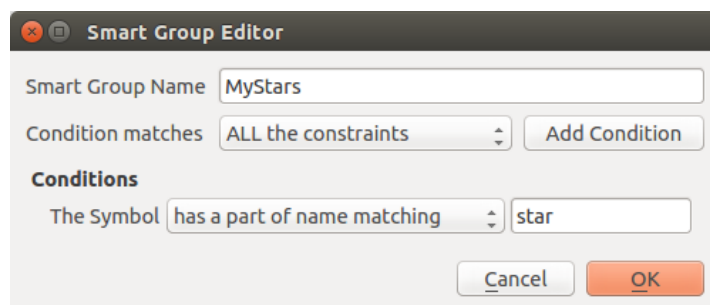 Smart Group Editor
Smart Group Name MyStars
Condition matches ALL the constraints Add Condition
Conditions
The Symbol has a part of name matching star
Cancel OK